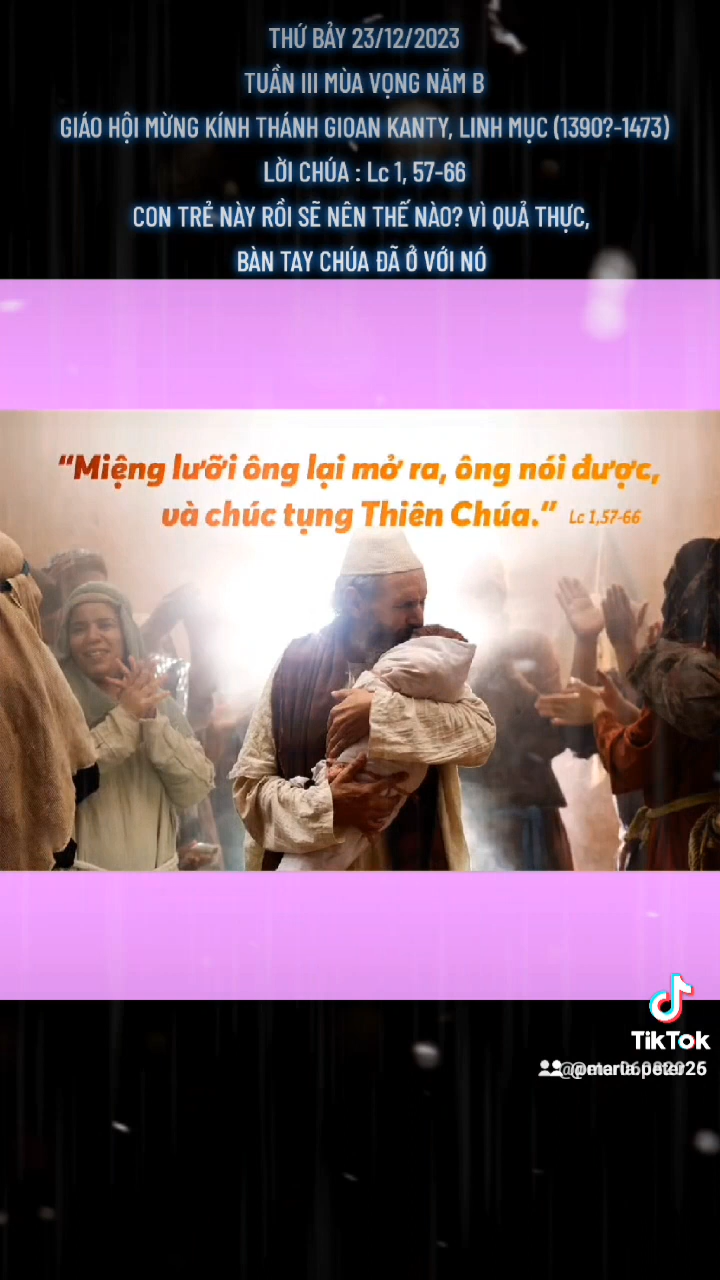 THỨ BẢY 23/12/2023
TUẦN III MÙA VỌNG NĂM B
GIÁO HỘI MỪNG KÍNH THÁNH GIOAN KANTY, LINH MỤC (1390?-1473)
LỜI CHÚA : Lc 1, 57-66
CON TRẺ NÀY RỒI SẼ NÊN THẾ NÀO? VÌ QUẢ THỰC,
BÀN TAY CHÚA ĐÃ Ở VỚI NÓ
“Miệng lưỡi ông lại mở ra, ông nói được,
và chúc tụng Thiên Chúa.” Lc 1,57-66
TikTok